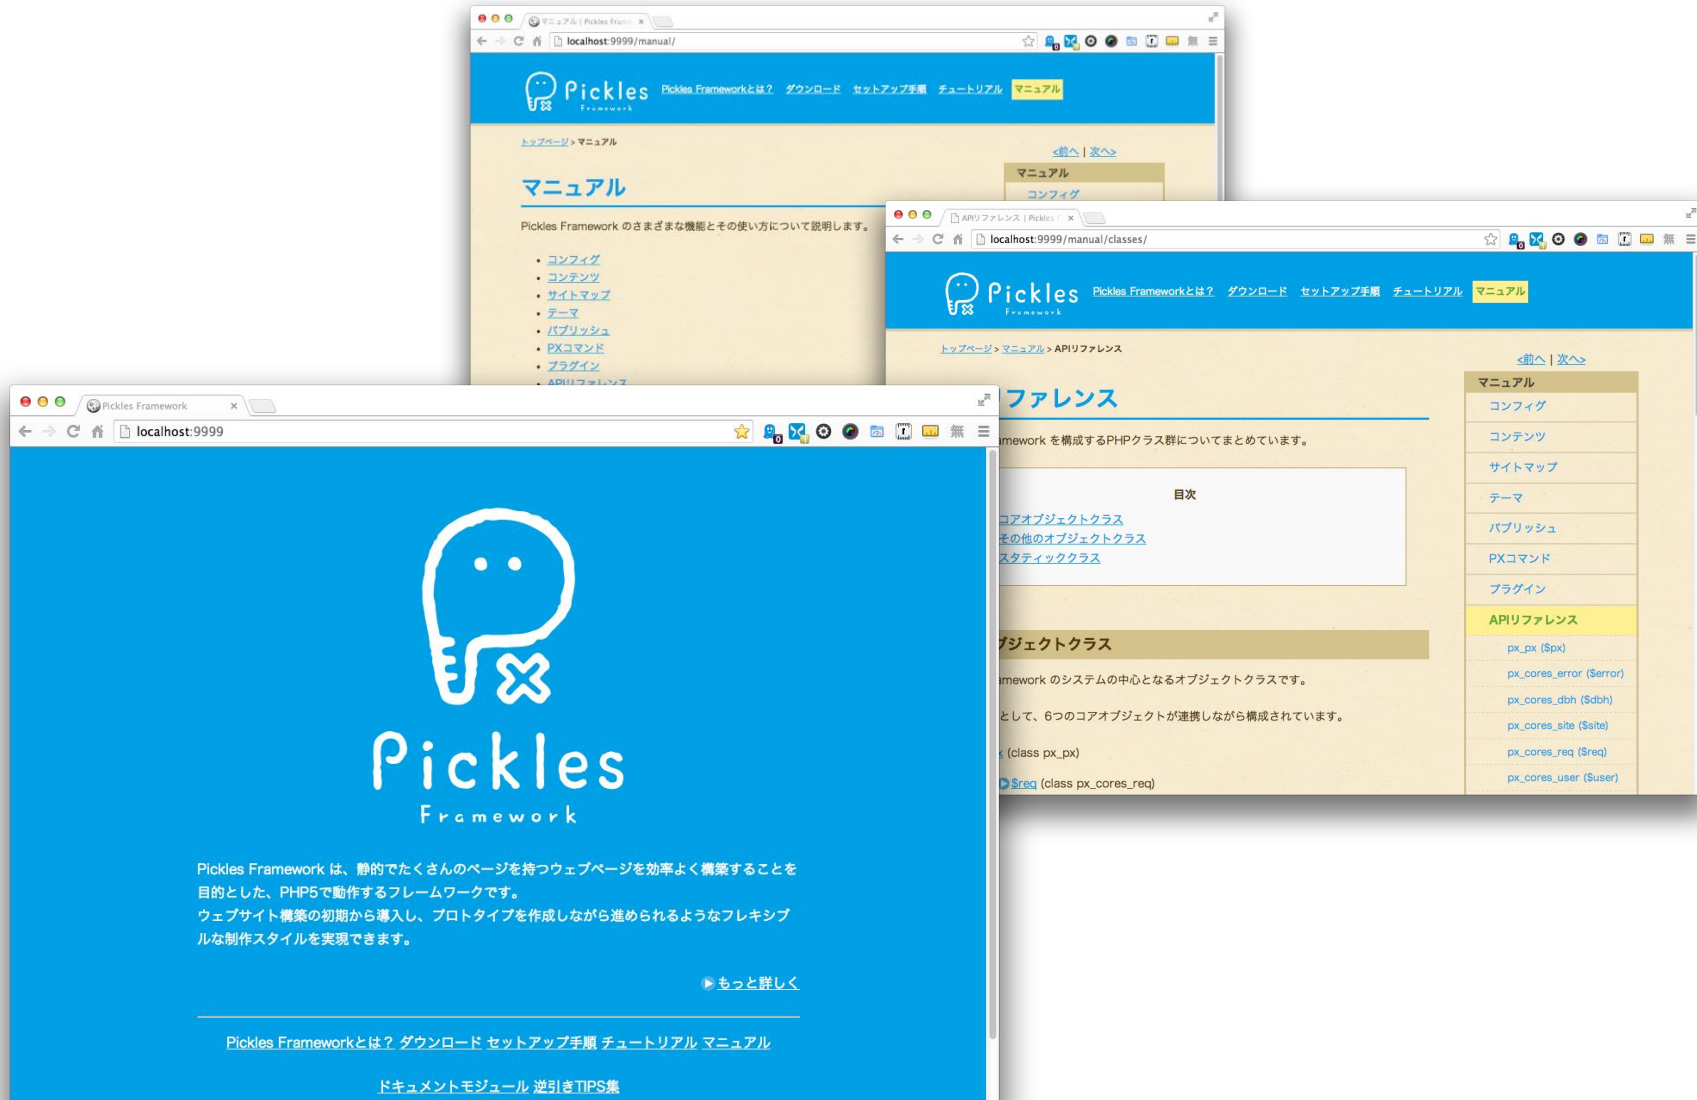 マニュアル | Pickles Fram
localhost:9999/manual/
Pickles
Framework
Pickles Frameworkとは？ ダウンロード セットアップ手順 チュートリアル マニュアル
トップページ > マニュアル
<前へ | 次へ>
マニュアル
コンフィグ
マニュアル
Pickles Framework のさまざまな機能とその使い方について説明します。
コンフィグ
コンテンツ
サイトマップ
テーマ
パブリッシュ
PXコマンド
プラグイン
APIリファレンス
APIリファレンス | Pickles
localhost:9999/manual/classes/
Pickles
Framework
Pickles Frameworkとは？ ダウンロード セットアップ手順 チュートリアル マニュアル
トップページ > マニュアル > APIリファレンス
<前へ | 次へ>
リファレンス
amework を構成するPHPクラス群についてまとめています。
目次
コアオブジェクトクラス
その他のオブジェクトクラス
スタティッククラス
ブジェクトクラス
amework のシステムの中心となるオブジェクトクラスです。
として、6つのコアオブジェクトが連携しながら構成されています。
(class px_px)
$req (class px_cores_req)
マニュアル
コンフィグ
コンテンツ
サイトマップ
テーマ
パブリッシュ
PXコマンド
プラグイン
APIリファレンス
px_px ($px)
px_cores_error ($error)
px_cores_dbh ($dbh)
px_cores_site ($site)
px_cores_req ($req)
px_cores_user ($user)
Pickles Framework
localhost:9999
Pickles
Framework
Pickles Framework は、静的でたくさんのページを持つウェブページを効率よく構築することを
目的とした、PHP5で動作するフレームワークです。
ウェブサイト構築の初期から導入し、プロトタイプを作成しながら進められるようなフレキシブ
ルな制作スタイルを実現できます。
もっと詳しく
Pickles Frameworkとは？ ダウンロード セットアップ手順 チュートリアル マニュアル
ドキュメントモジュール 逆引きTIPS集